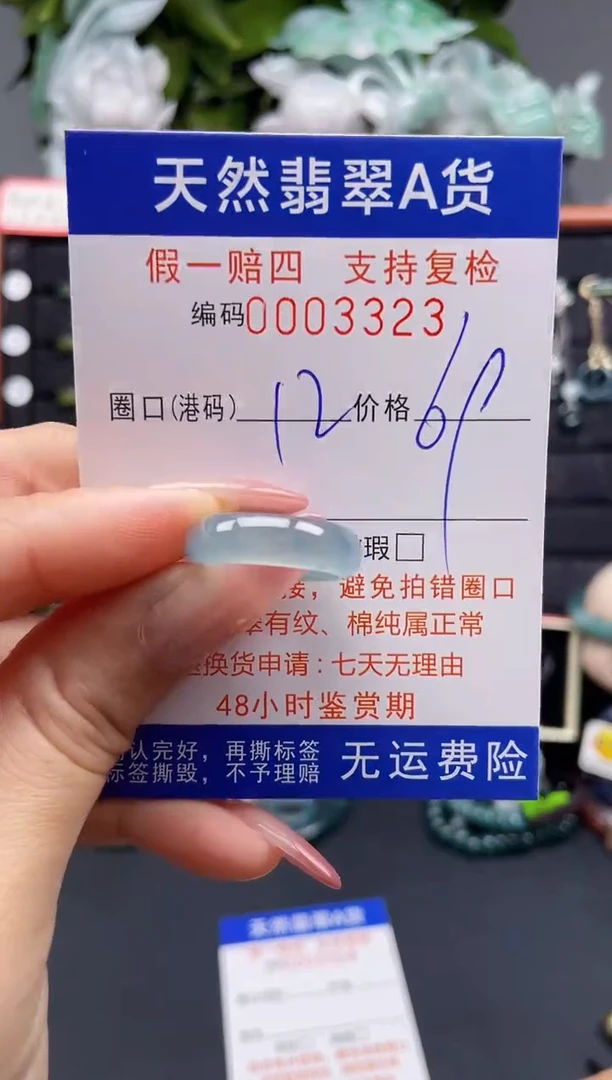 天然翡翠A货
假一赔四 支持复检
编码0003323
圈口(港码) 12 价格
瑕□
避免拍错圈口
有纹、棉纯属正常
换货申请:七天无理由
48小时鉴赏期
认完好，再撕标签
标签撕毁，不予理赔
无运费险